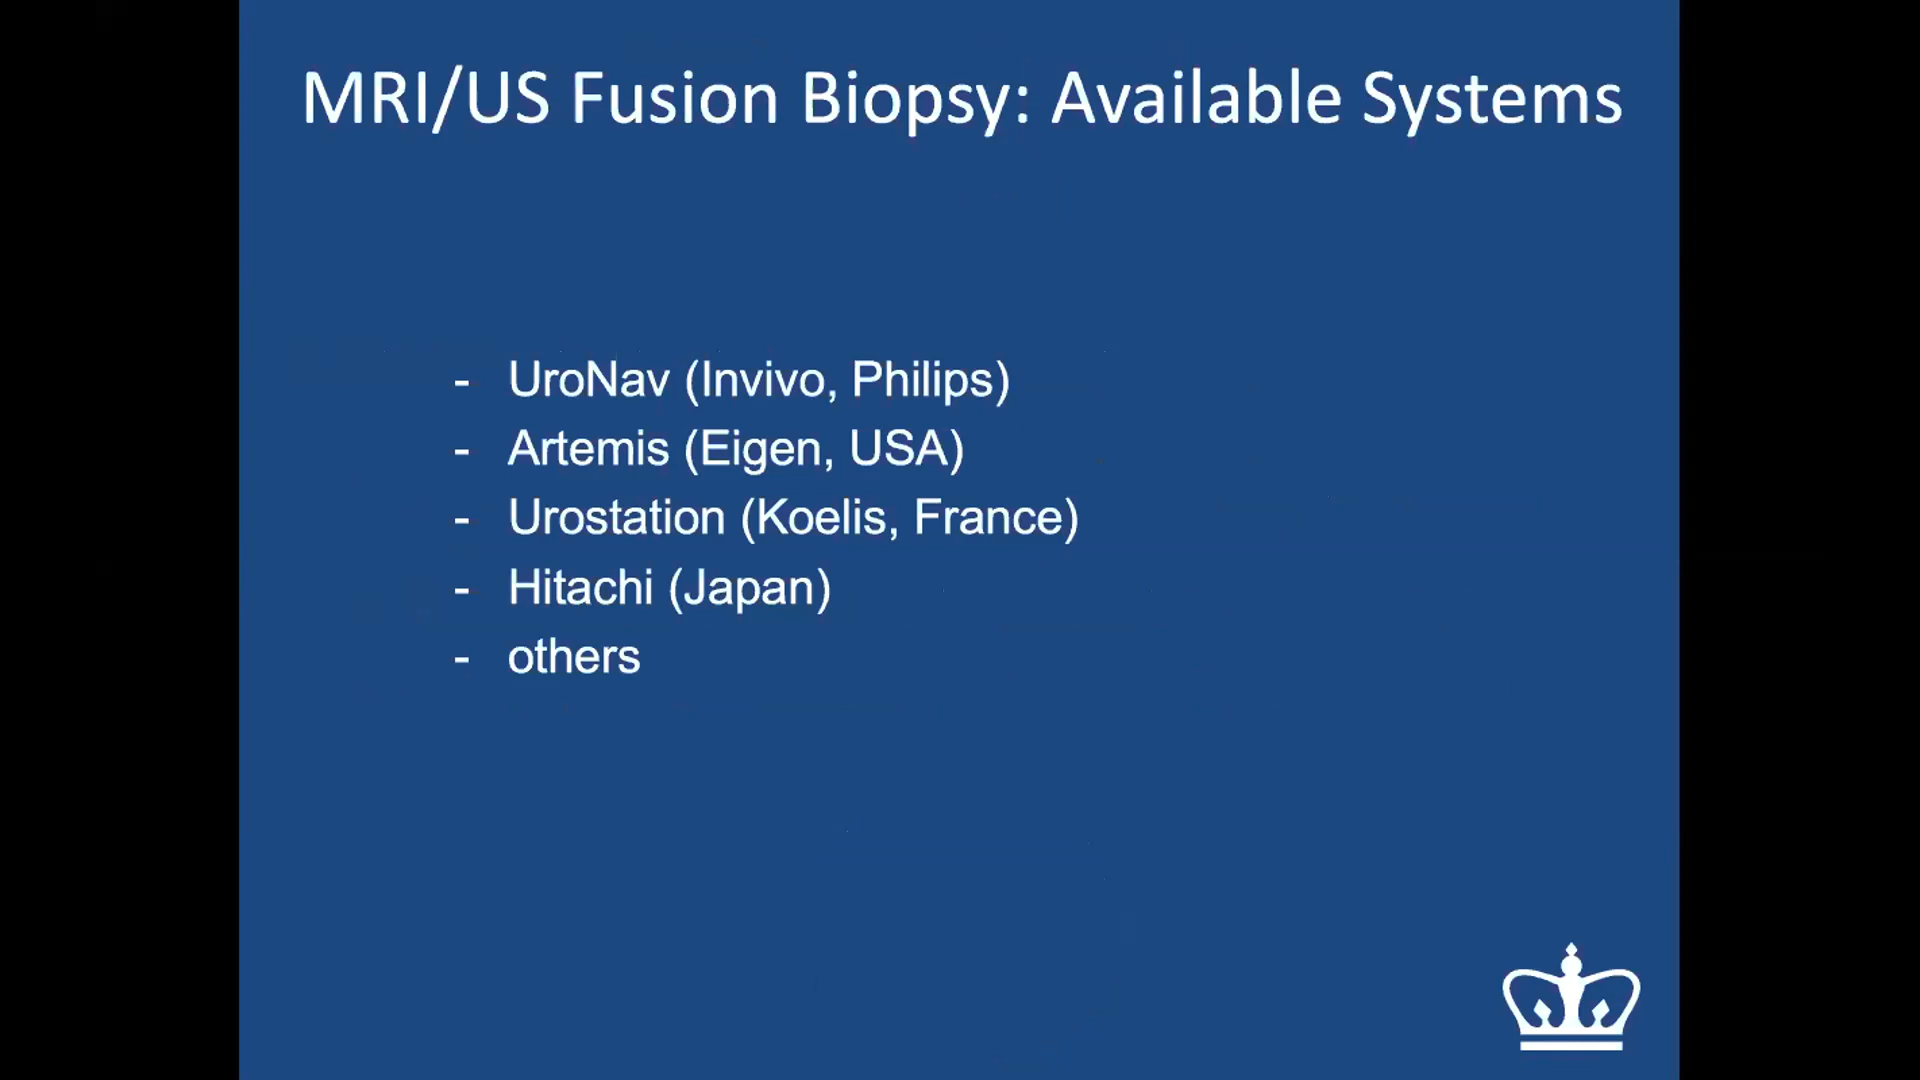 MRI/US Fusion Biopsy: Available Systems
- UroNav (Invivo, Philips)
- Artemis (Eigen, USA)
- Urostation (Koelis, France)
- Hitachi (Japan)
- others